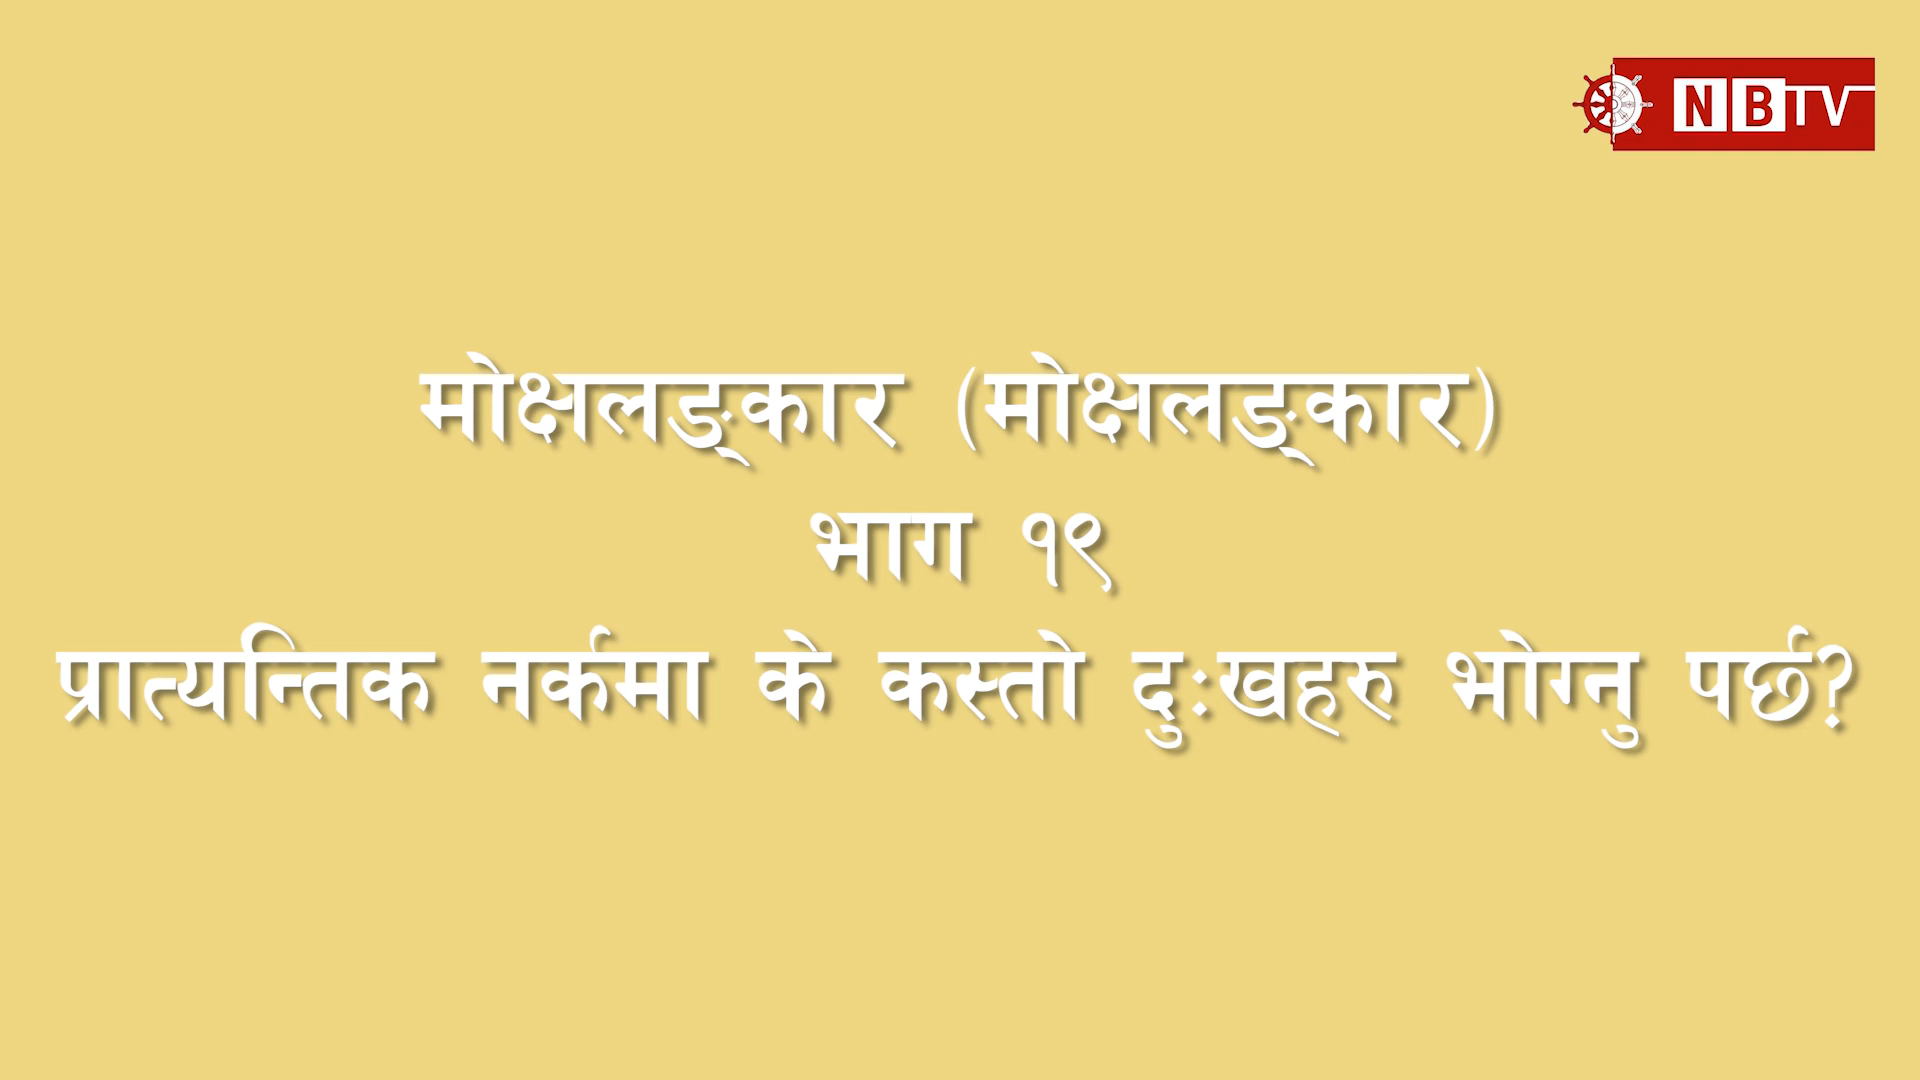 NBTV
मोक्षलङ्कार (मोक्षलङ्कार)
भाग १९
प्रात्यन्तिक नर्कमा के कस्तो दुःखहरु भोग्नु पर्छ?